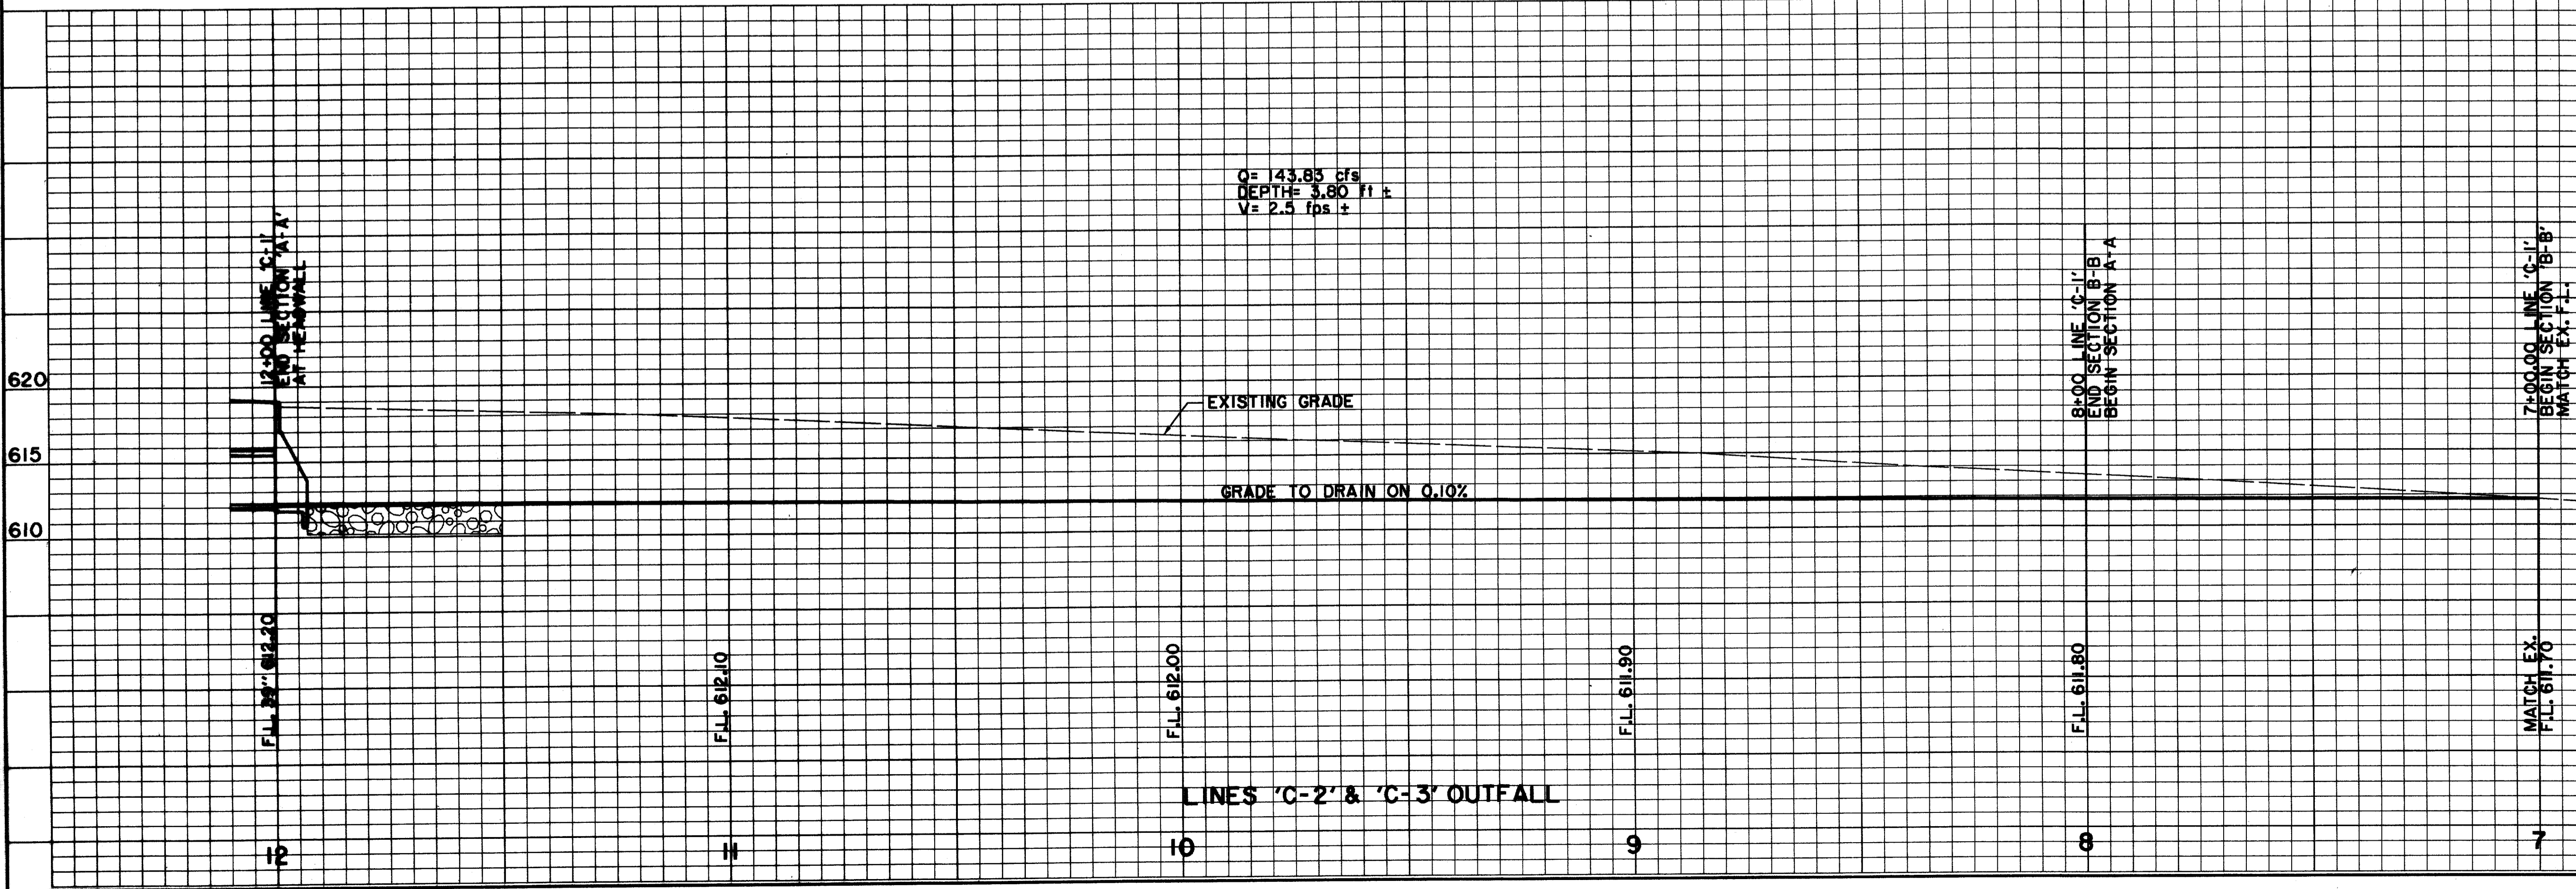 Q= 143.83 cfs
DEPTH= 3.80 ft ±
V= 2.5 fps ±
12+00 LINE 'C-1'
END SECTION 'A-A'
AT HEADWALL
8+00 LINE 'C-1'
END SECTION B-B
BEGIN SECTION A-A
7+00.00 LINE 'C-1'
BEGIN SECTION 'B-B'
MATCH EX. F.L.
620
615
610
EXISTING GRADE
GRADE TO DRAIN ON 0.10%
F.L. 39" 612.20
F.L. 612.10
F.L. 612.00
F.L. 611.90
F.L. 611.80
MATCH EX.
F.L. 611.70
LINES 'C-2' & 'C-3' OUTFALL
12
11
10
9
8
7